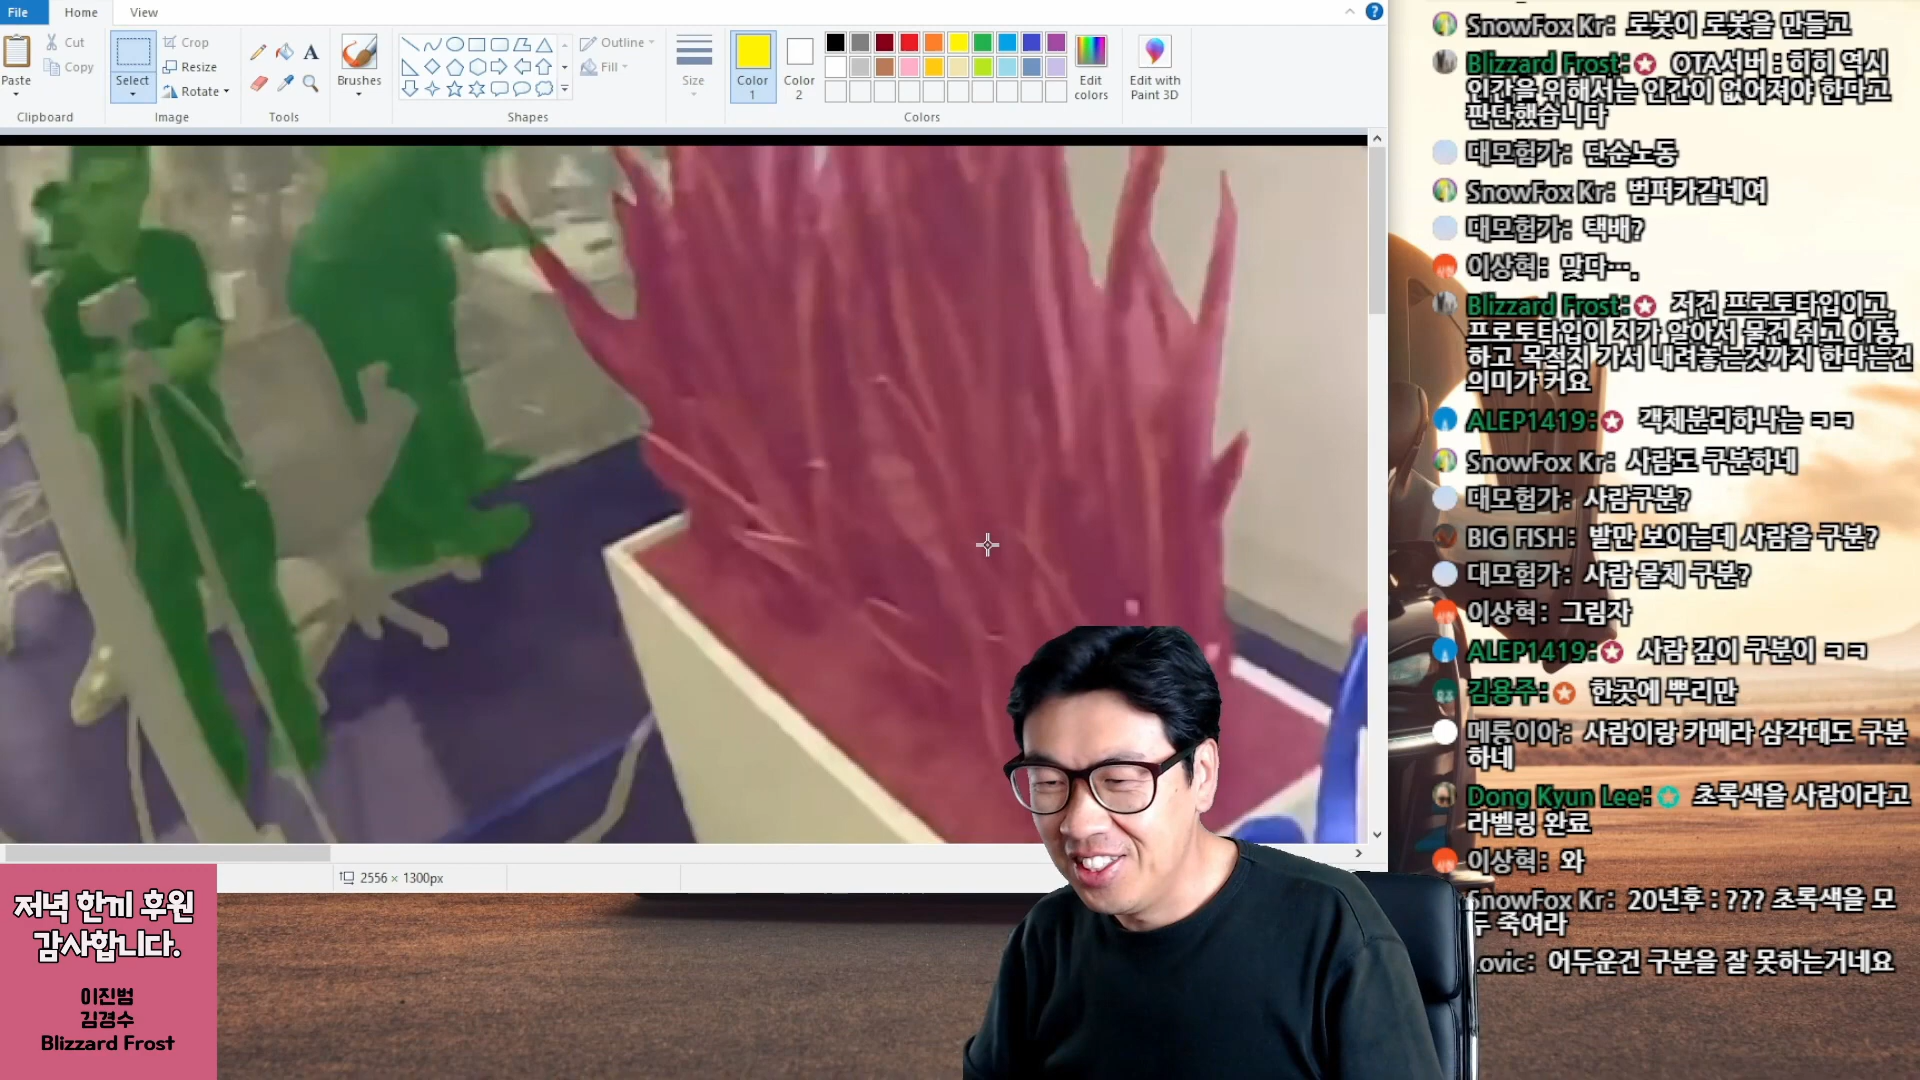 File
Home
View
Paste
Cut
Copy
Clipboard
Select
Crop
Resize
Rotate
Image
A
Tools
Brushes
Outline
Fill
Shapes
Size
Color
1
Color
2
Colors
Edit
colors
Edit with
Paint 3D
2556 × 1300px
SnowFox Kr: 로봇이 로봇을 만들고
Blizzard Frost: OTA서버 : 히히 역시
인간을 위해서는 인간이 없어져야 한다고
판단했습니다
대모험가: 단순노동
SnowFox Kr: 범퍼카같네여
대모험가: 택배?
이상혁: 맞다….
Blizzard Frost: 저건 프로토타입이고,
프로토타입이 지가 알아서 물건 쥐고 이동
하고 목적지 가서 내려놓는것까지 한다는건
의미가 커요
ALEP1419: 객체분리하나는 ㅋㅋ
SnowFox Kr: 사람도 구분하네
대모험가: 사람구분?
BIG FISH: 발만 보이는데 사람을 구분?
대모험가: 사람 물체 구분?
이상혁: 그림자
ALEP1419: 사람 깊이 구분이 ㅋㅋ
김용주: 한곳에 뿌리만
메롱이아: 사람이랑 카메라 삼각대도 구분
하네
Dong Kyun Lee: 초록색을 사람이라고
라벨링 완료
이상혁: 와
SnowFox Kr: 20년후 : ??? 초록색을 모
두 죽여라
Lovic: 어두운건 구분을 잘 못하는거네요
저녁 한끼 후원
감사합니다.
이진범
김경수
Blizzard Frost